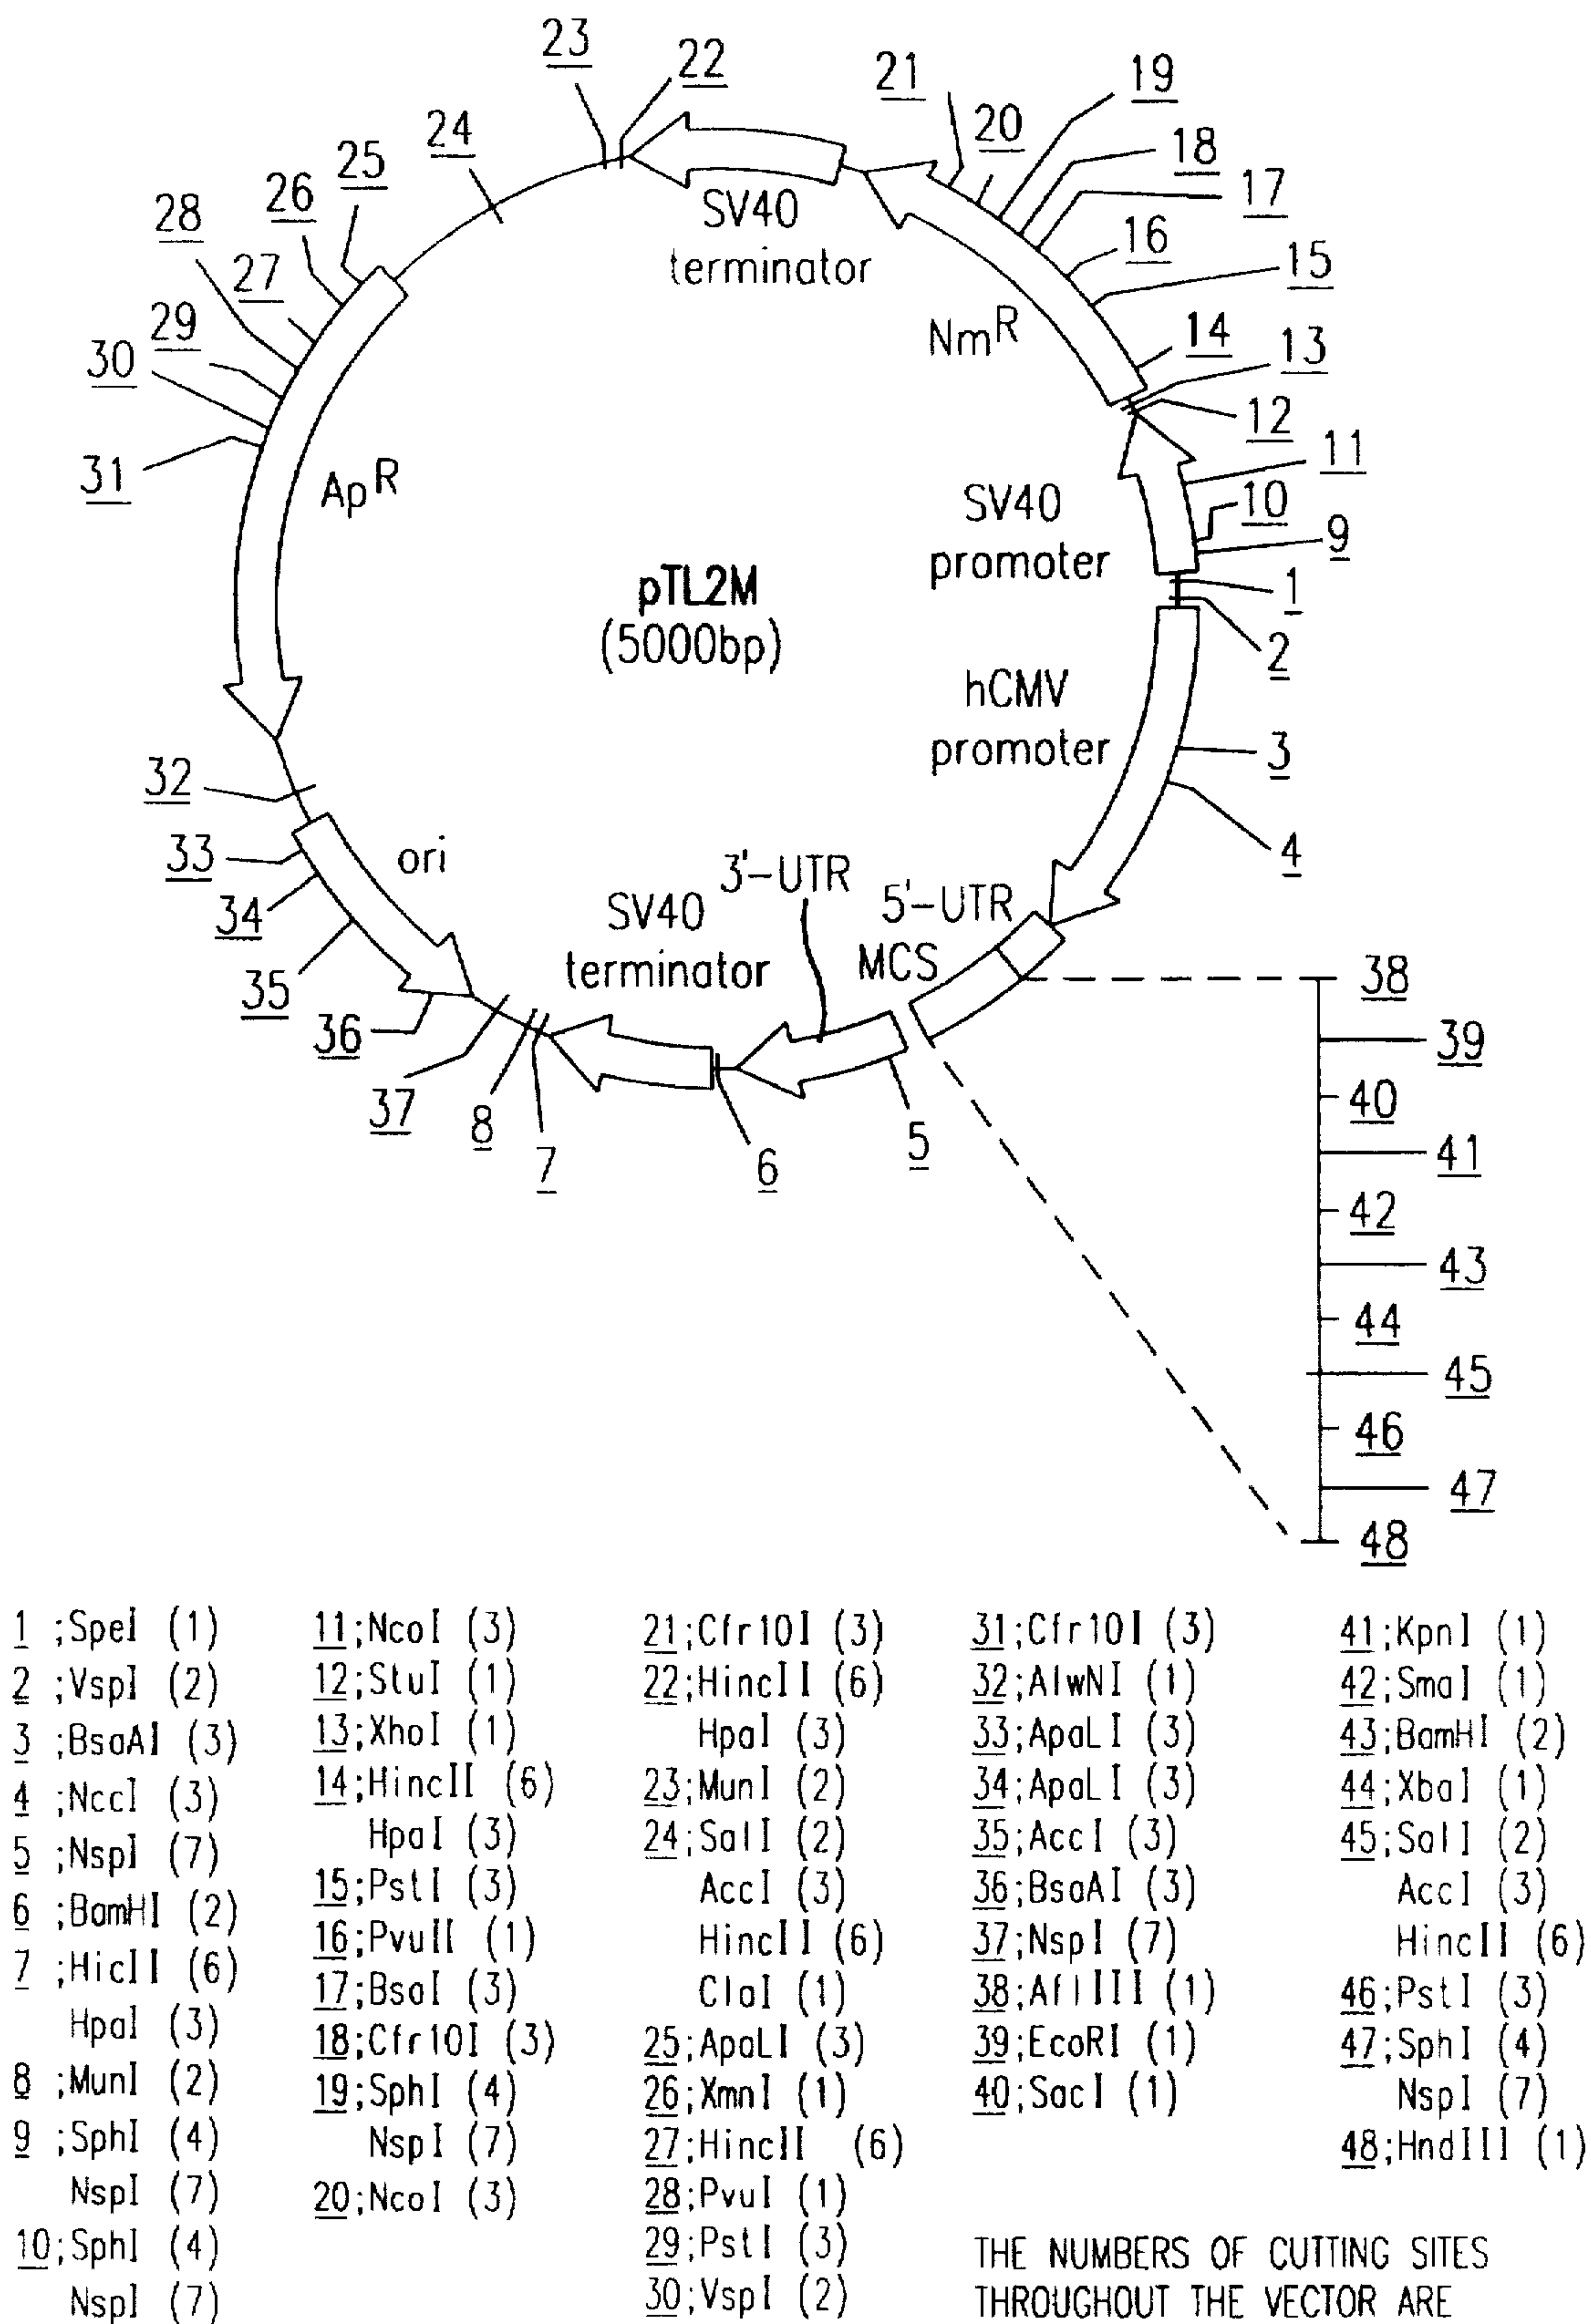 23
22
21
19
20
24
18
25
17
26
28
16
15
27
SV40
terminator
29
30
Nm R
14
13
12
31
Ap R
11
SV40
promoter
10
9
pTL2M
(5000bp)
1
2
hCMV
promoter
3
32
4
33
ori
3'-UTR
5'-UTR
SV40
terminator
MCS
34
35
36
38
39
37
8
7
6
5
40
41
42
43
44
45
46
47
48
1 ;SpeI (1)
2 ;VspI (2)
3 ;BsaAI (3)
4 ;NccI (3)
5 ;NspI (7)
6 ;BamHI (2)
7 ;HicII (6)
HpaI (3)
8 ;MunI (2)
9 ;SphI (4)
NspI (7)
10;SphI (4)
NspI (7)
11;NcoI (3)
12;StuI (1)
13;XhoI (1)
14;HincII (6)
HpaI (3)
15;PstI (3)
16;PvuII (1)
17;BsaI (3)
18;Cfr10I (3)
19;SphI (4)
NspI (7)
20;NcoI (3)
21;Cfr10I (3)
22;HincII (6)
HpaI (3)
23;MunI (2)
24;SalI (2)
AccI (3)
HincII (6)
ClaI (1)
25;ApaLI (3)
26;XmnI (1)
27;HincII (6)
28;PvuI (1)
29;PstI (3)
30;VspI (2)
31;Cfr10I (3)
32;AlwNI (1)
33;ApaLI (3)
34;ApaLI (3)
35;AccI (3)
36;BsaAI (3)
37;NspI (7)
38;AflIII (1)
39;EcoRI (1)
40;SacI (1)
41;KpnI (1)
42;SmaI (1)
43;BamHI (2)
44;XbaI (1)
45;SalI (2)
AccI (3)
HincII (6)
46;PstI (3)
47;SphI (4)
NspI (7)
48;HndIII (1)
THE NUMBERS OF CUTTING SITES
THROUGHOUT THE VECTOR ARE